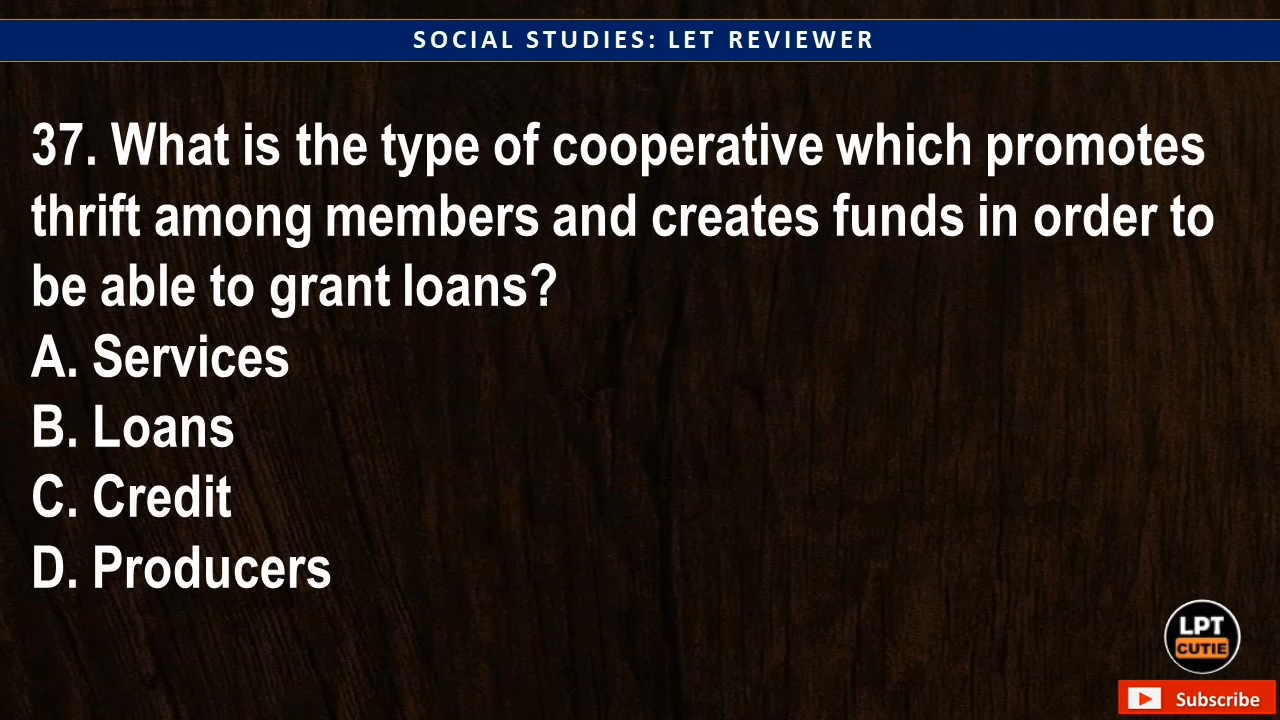 SOCIAL STUDIES: LET REVIEWER
37. What is the type of cooperative which promotes
thrift among members and creates funds in order to
be able to grant loans?
A. Services
B. Loans
C. Credit
D. Producers
LPT
CUTIE
Subscribe